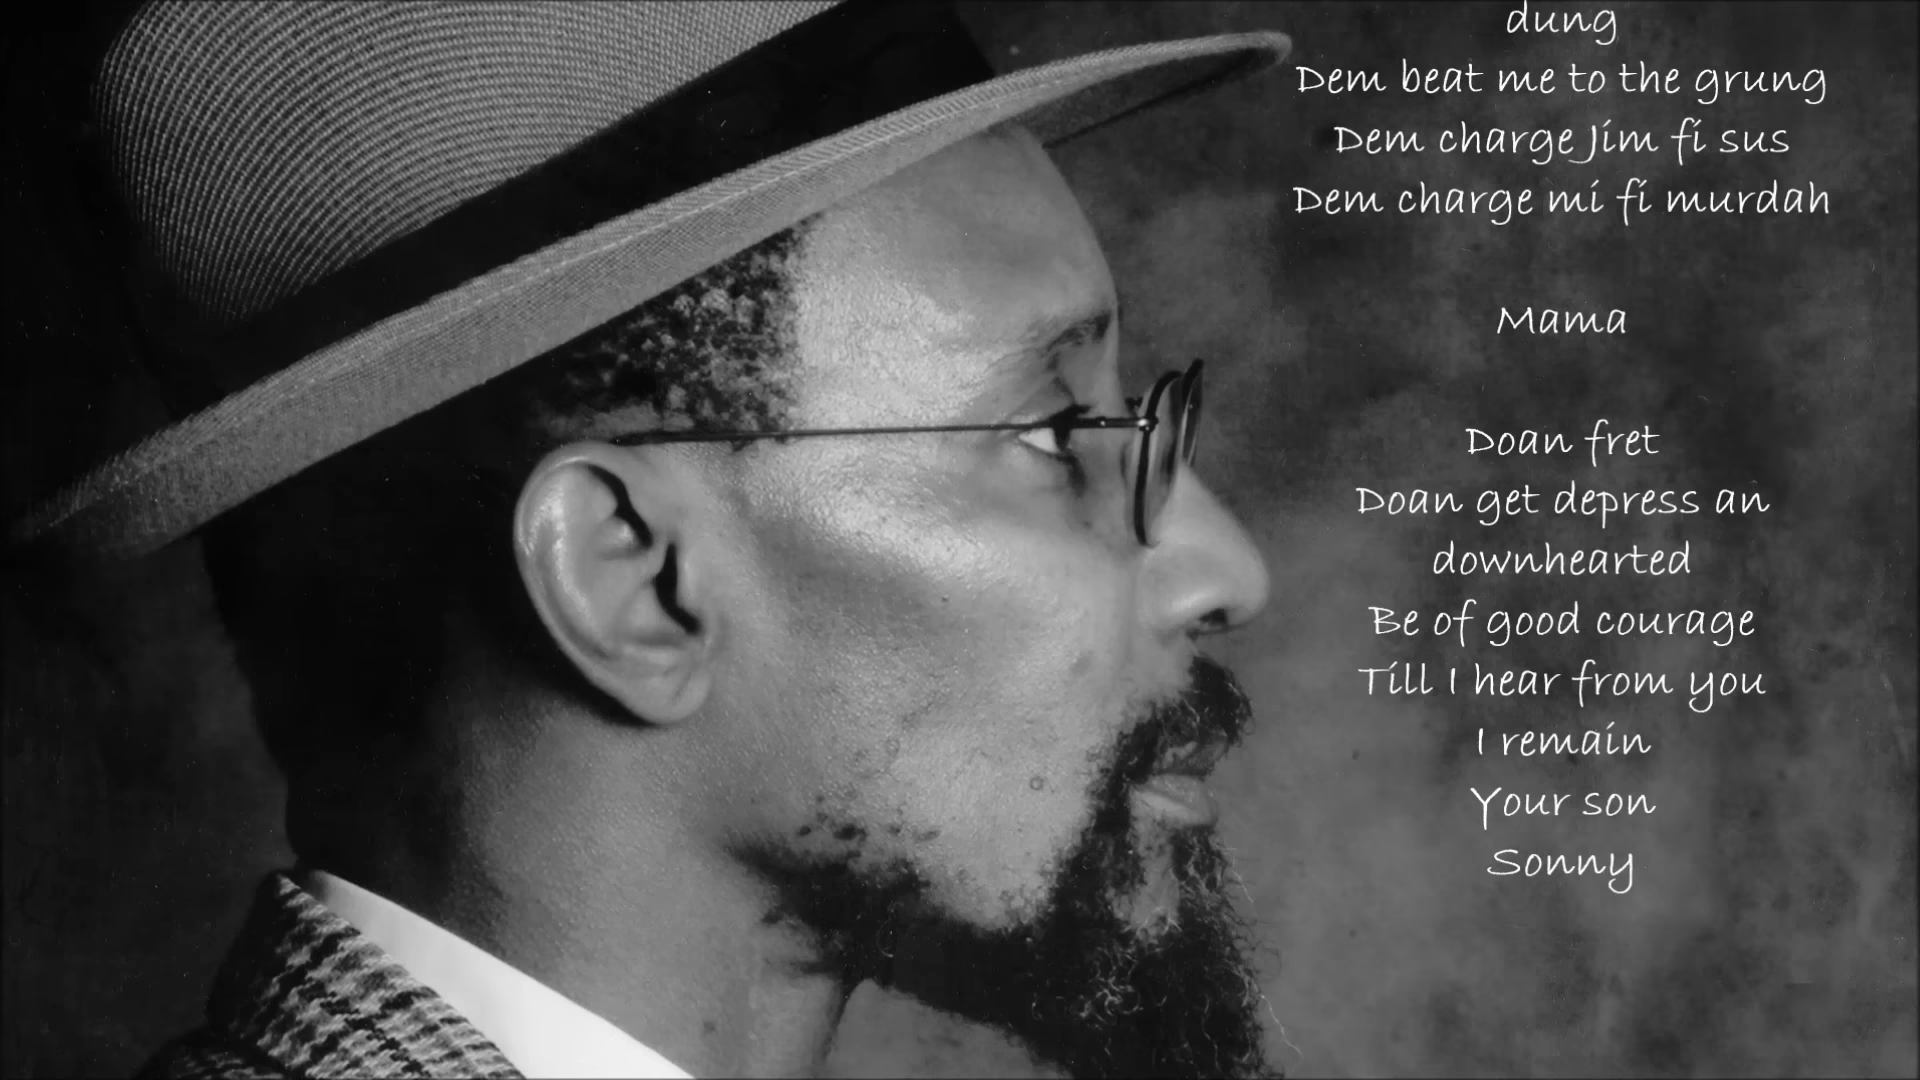 dung
Dem beat me to the grung
Dem charge Jim fi sus
Dem charge mi fi murdah
Mama
Doan fret
Doan get depress an
downhearted
Be of good courage
Till I hear from you
I remain
Your son
Sonny